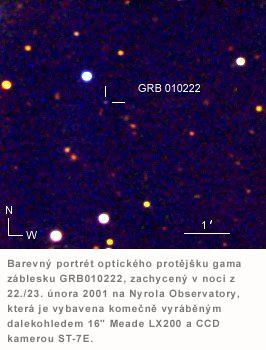 GRB 010222
N
W
1 ′
Barevný portrét optického protějšku gama
záblesku GRB010222, zachycený v noci z
22./23. února 2001 na Nyrola Observatory,
která je vybavena komečně vyráběným
dalekohledem 16" Meade LX200 a CCD
kamerou ST-7E.